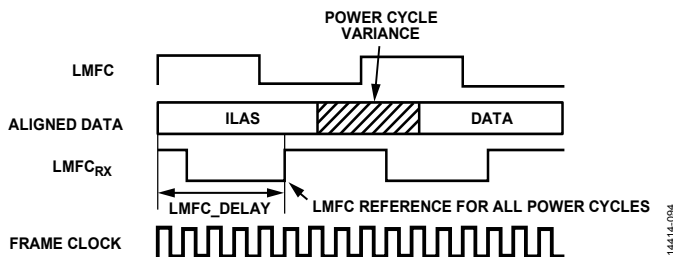 POWER CYCLE
VARIANCE
LMFC
ALIGNED DATA
ILAS
DATA
LMFCRX
LMFC_DELAY
LMFC REFERENCE FOR ALL POWER CYCLES
FRAME CLOCK
14414-094